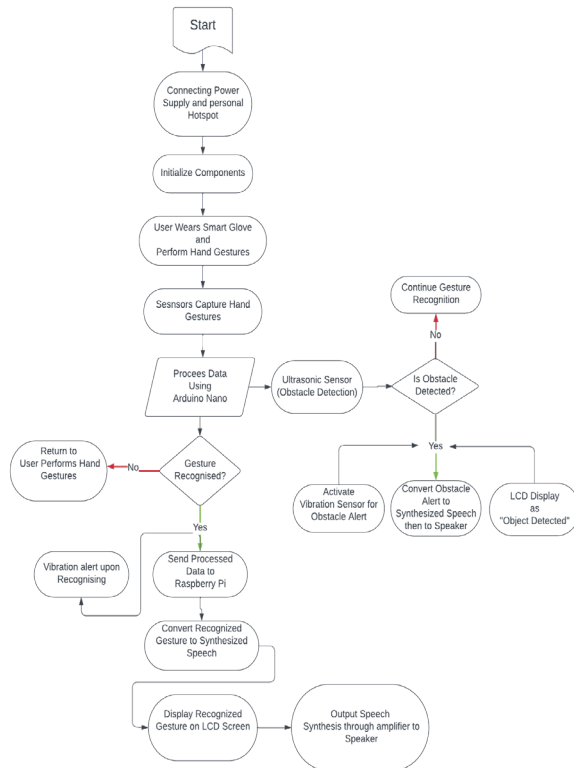 Start
Connecting Power
Supply and personal
Hotspot
Initialize Components
User Wears Smart Glove
and
Perform Hand Gestures
Sesnsors Capture Hand
Gestures
Procees Data
Using
Arduino Nano
Ultrasonic Sensor
(Obstacle Detection)
Is Obstacle
Detected?
No
Continue Gesture
Recognition
Yes
Activate
Vibration Sensor for
Obstacle Alert
Convert Obstacle
Alert to
Synthesized Speech
then to Speaker
LCD Display
as
"Object Detected"
Gesture
Recognised?
No
Return to
User Performs Hand
Gestures
Yes
Vibration alert upon
Recognising
Send Processed
Data to
Raspberry Pi
Convert Recognized
Gesture to Synthesized
Speech
Display Recognized
Gesture on LCD Screen
Output Speech
Synthesis through amplifier to
Speaker